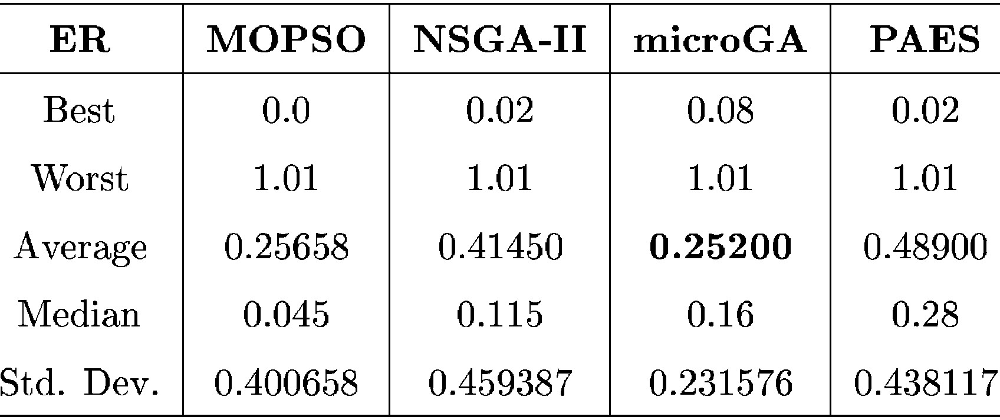 ER MOPSO NSGA-II microGA PAES
Best 0.0 0.02 0.08 0.02
Worst 1.01 1.01 1.01 1.01
Average 0.25658 0.41450 0.25200 0.48900
Median 0.045 0.115 0.16 0.28
Std. Dev. 0.400658 0.459387 0.231576 0.438117